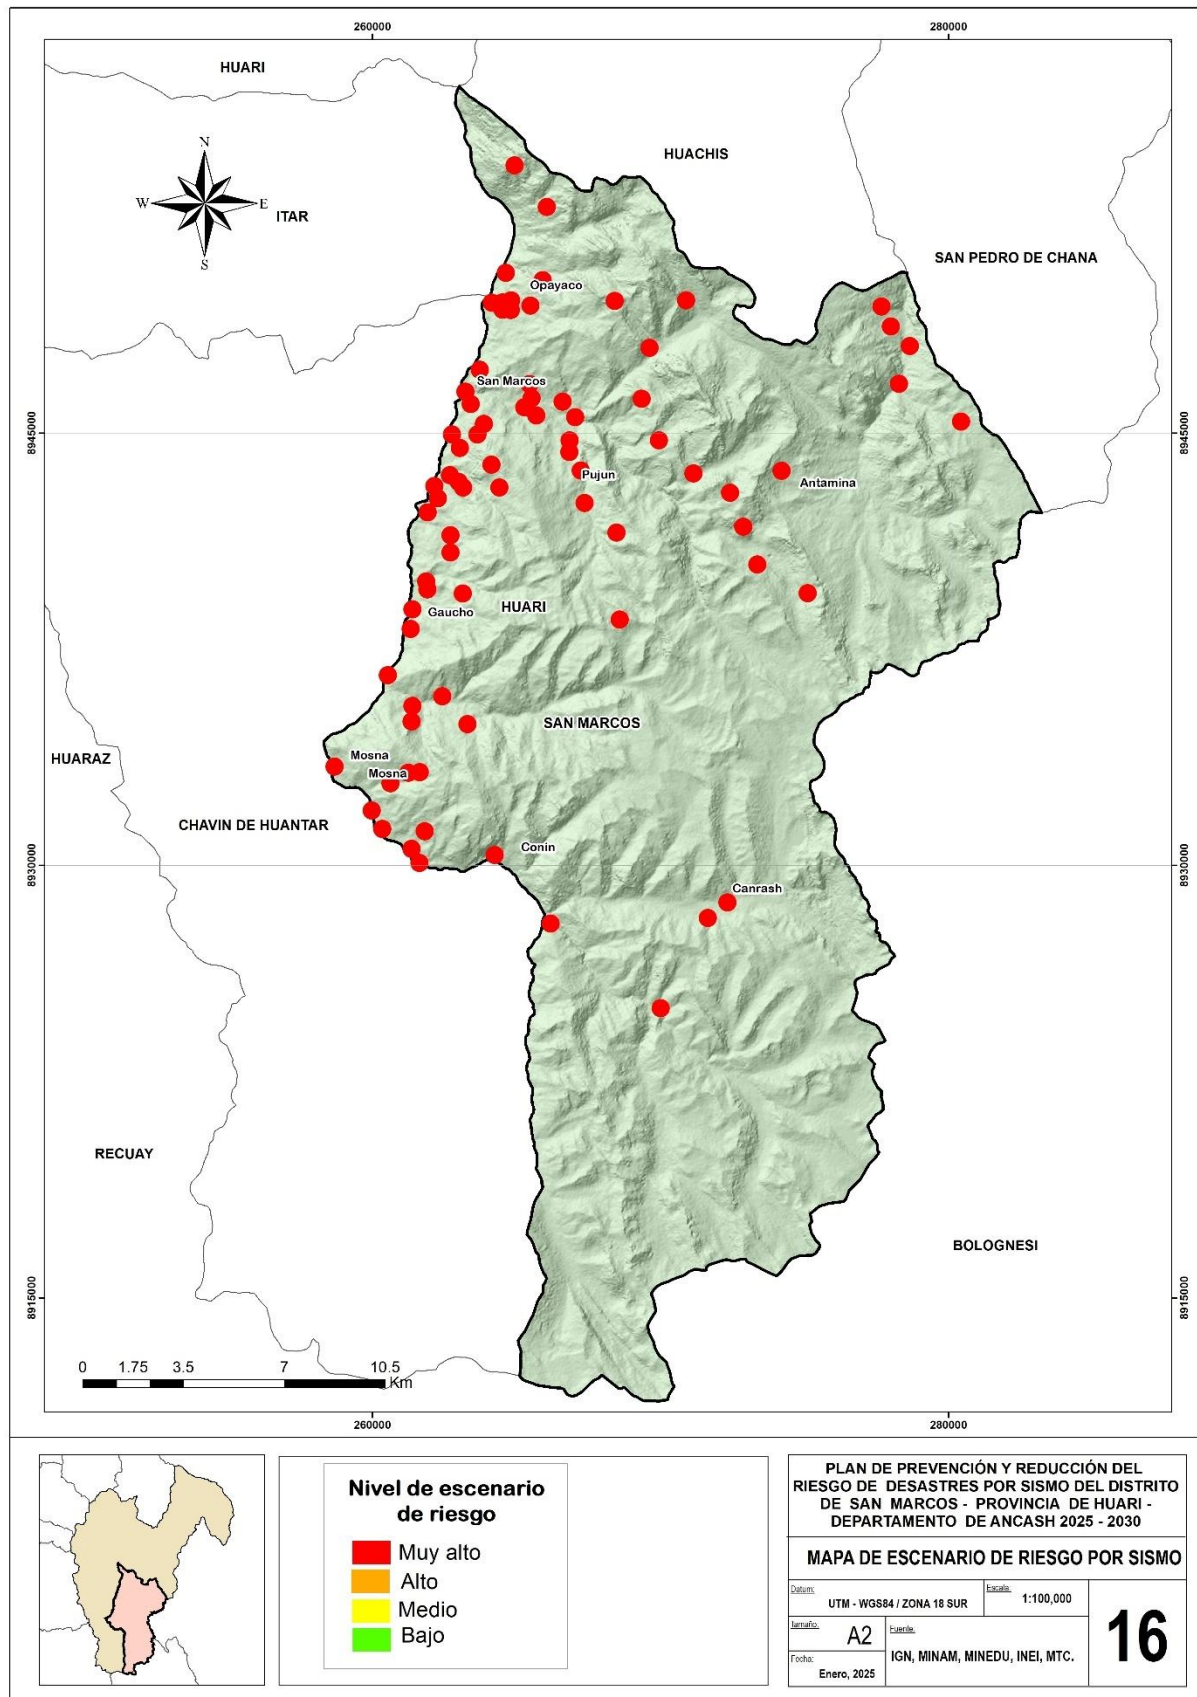 260000
280000
HUARI
HUACHIS
N
W
E
S
ITAR
SAN PEDRO DE CHANA
Opayaco
San Marcos
8945000
8945000
Pujun
Antamina
Gaucho
HUARI
SAN MARCOS
HUARAZ
Mosna
Mosna
CHAVIN DE HUANTAR
Conin
8930000
8930000
Canrash
RECUAY
BOLOGNESI
8915000
8915000
0 1.75 3.5 7 10.5
Km
260000
280000
Nivel de escenario
de riesgo
Muy alto
Alto
Medio
Bajo
PLAN DE PREVENCIÓN Y REDUCCIÓN DEL
RIESGO DE DESASTRES POR SISMO DEL DISTRITO
DE SAN MARCOS - PROVINCIA DE HUARI -
DEPARTAMENTO DE ANCASH 2025 - 2030
MAPA DE ESCENARIO DE RIESGO POR SISMO
Datum:
UTM - WGS84 / ZONA 18 SUR
Escala:
1:100,000
Tamaño:
A2
Fuente:
IGN, MINAM, MINEDU, INEI, MTC.
Fecha:
Enero, 2025
16